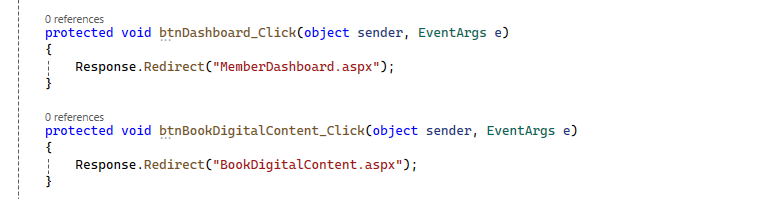 0 references
protected void btnDashboard_Click(object sender, EventArgs e)
{
Response.Redirect("MemberDashboard.aspx");
}
0 references
protected void btnBookDigitalContent_Click(object sender, EventArgs e)
{
Response.Redirect("BookDigitalContent.aspx");
}